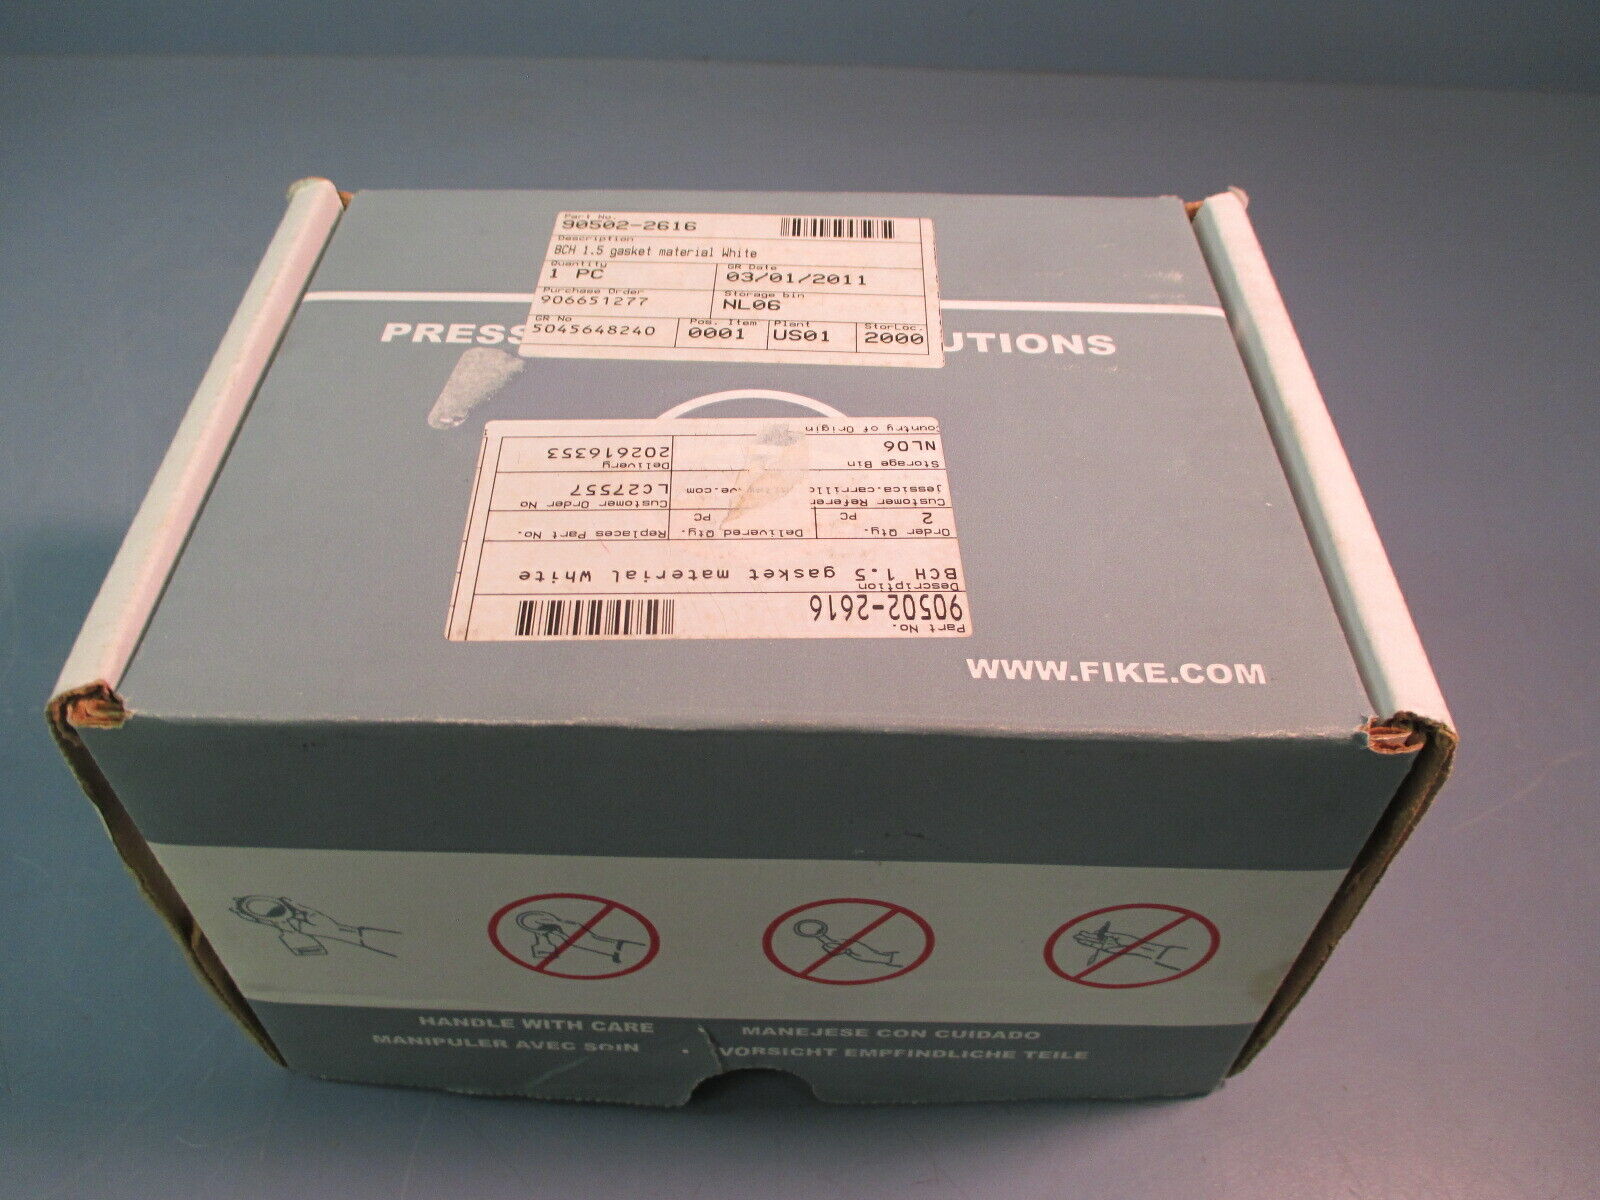 Part No.
90502-2616
Description
BCH 1.5 gasket material White
Quantity
1 PC
GR Date
03/01/2011
Purchase Order
906651277
Storage bin
NL06
GR No
5045648240
Pos. Item
0001
Plant
US01
StorLoc.
2000
PRESS UTIONS
Part No.
90502-2616
Description
BCH 1.5 gasket material White
Order Qty.
2 PC
Delivered Qty.
PC
Replaces Part No.
Customer Referer
Customer Order No
LC27557
Storage Bin
NL06
Delivery
202616353
Country of Origin
WWW.FIKE.COM
HANDLE WITH CARE • MANEJESE CON CUIDADO
MANIPULER AVEC SOIN • VORSICHT EMPFINDLICHE TEILE